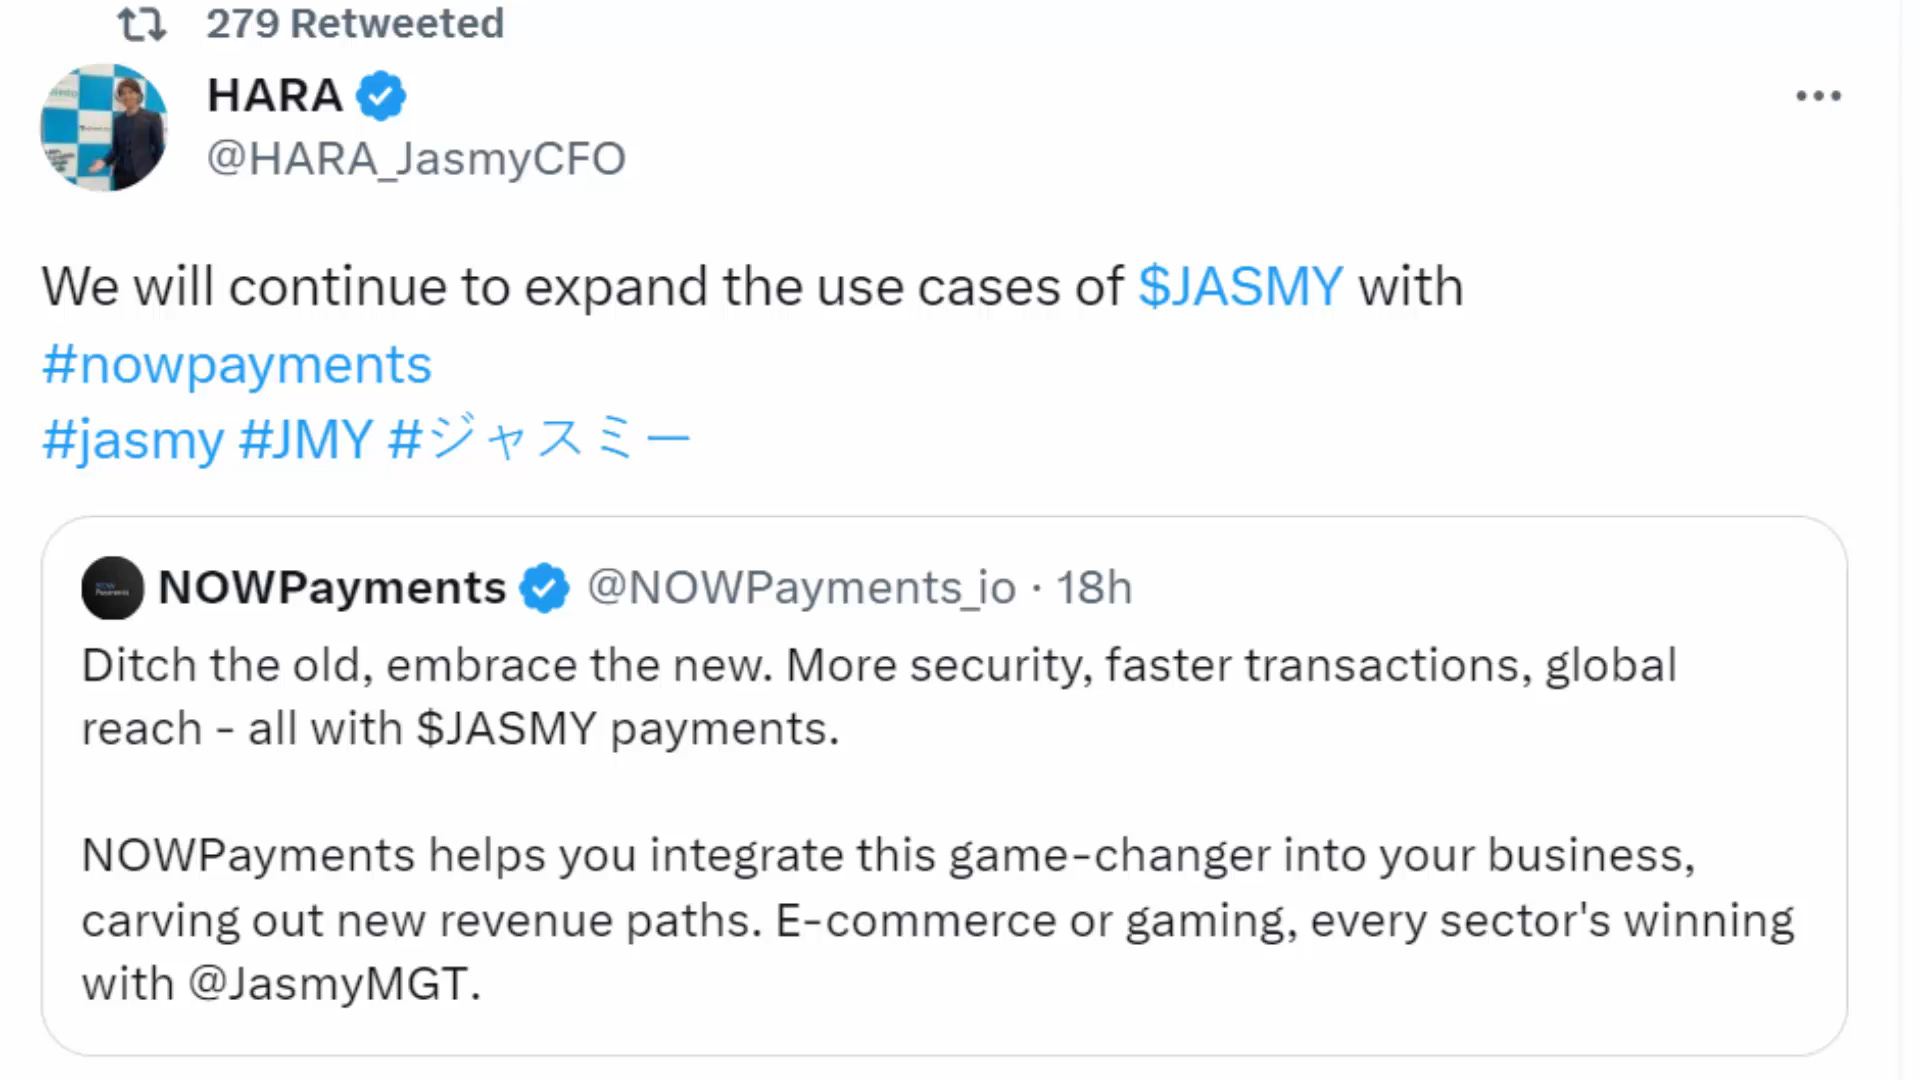 279 Retweeted
HARA
@HARA_JasmyCFO
We will continue to expand the use cases of $JASMY with
#nowpayments
#jasmy #JMY #ジャスミー
NOWPayments @NOWPayments_io · 18h
Ditch the old, embrace the new. More security, faster transactions, global
reach - all with $JASMY payments.
NOWPayments helps you integrate this game-changer into your business,
carving out new revenue paths. E-commerce or gaming, every sector's winning
with @JasmyMGT.